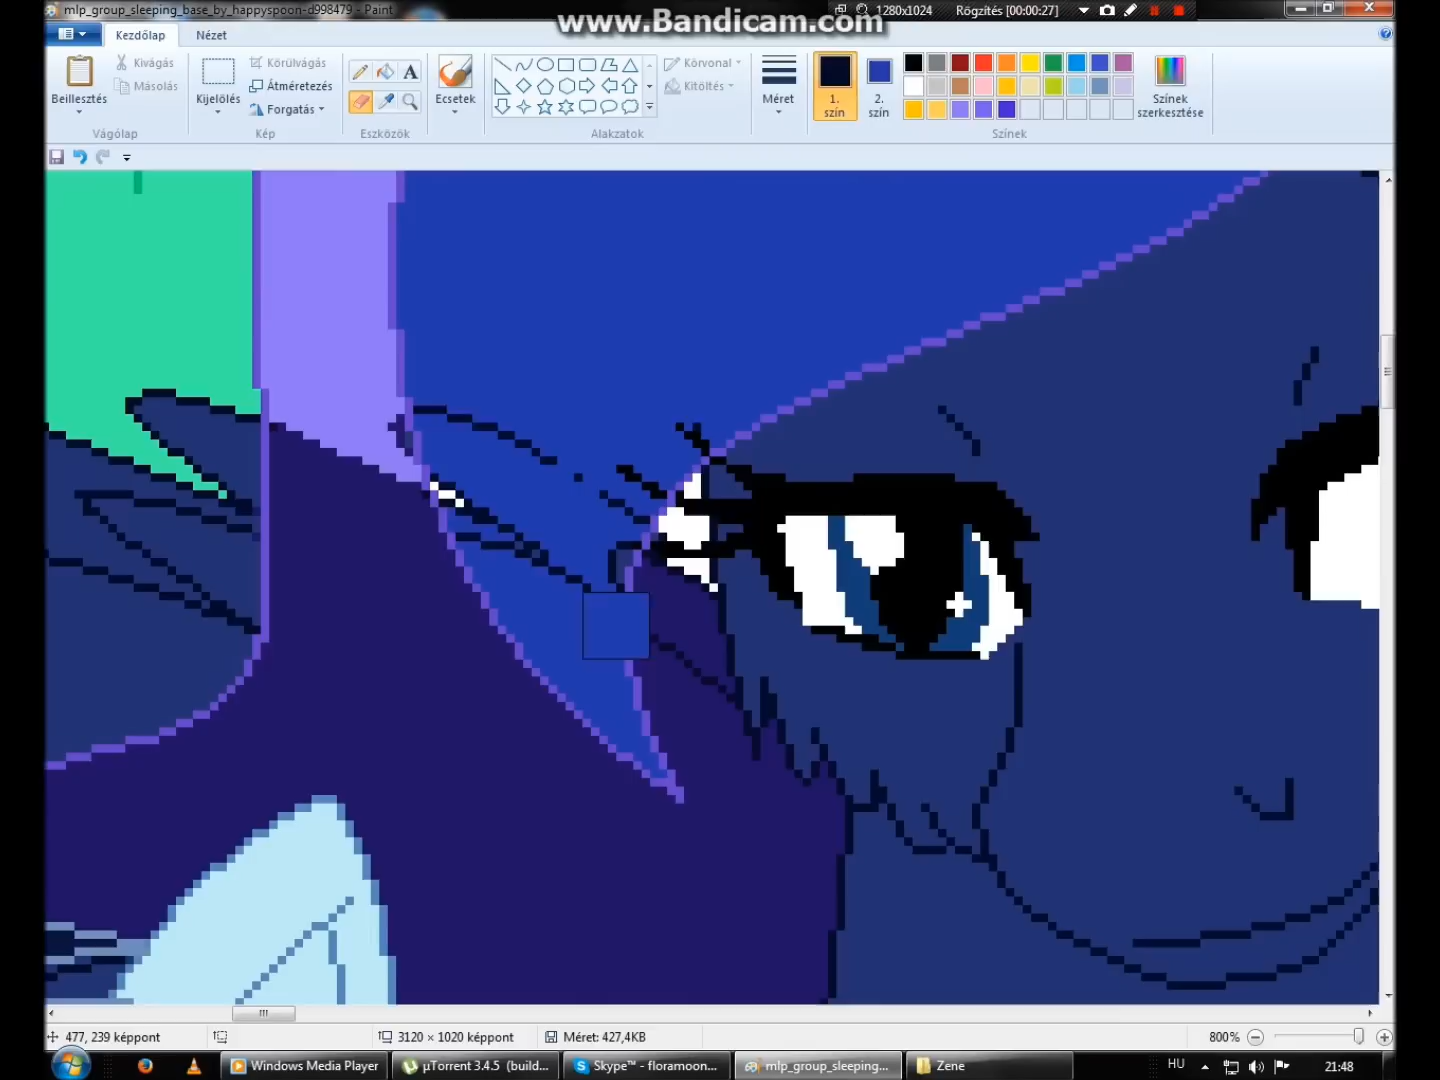 mlp_group_sleeping_base_by_happyspoon-d998479 - Paint
www.Bandicam.com
1280x1024
Rögzítés [00:00:27]
Kezdőlap
Nézet
Beillesztés
Kivágás
Másolás
Vágólap
Kijelölés
Körülvágás
Átméretezés
Forgatás
Kép
A
Eszközök
Ecsetek
Alakzatok
Körvonal
Kitöltés
Méret
1.
szín
2.
szín
Színek
Színek
szerkesztése
477, 239 képpont
3120 × 1020 képpont
Méret: 427,4KB
800%
Windows Media Player
µTorrent 3.4.5 (build...
Skype™ - floramoon...
mlp_group_sleeping...
Zene
HU
21:48